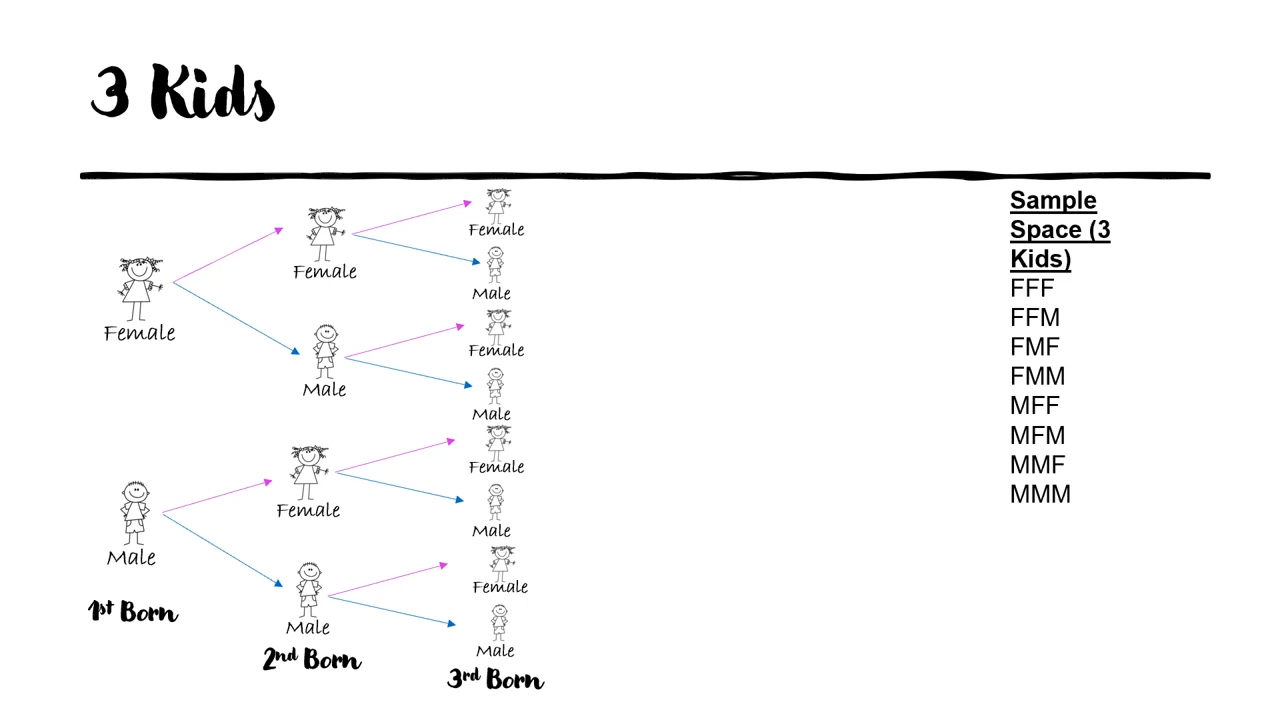 3 Kids
Female
Female
Female
Male
Male
Female
Male
Male
Female
Female
Male
Male
Female
Male
1st Born
2nd Born
3rd Born
Sample
Space (3
Kids)
FFF
FFM
FMF
FMM
MFF
MFM
MMF
MMM